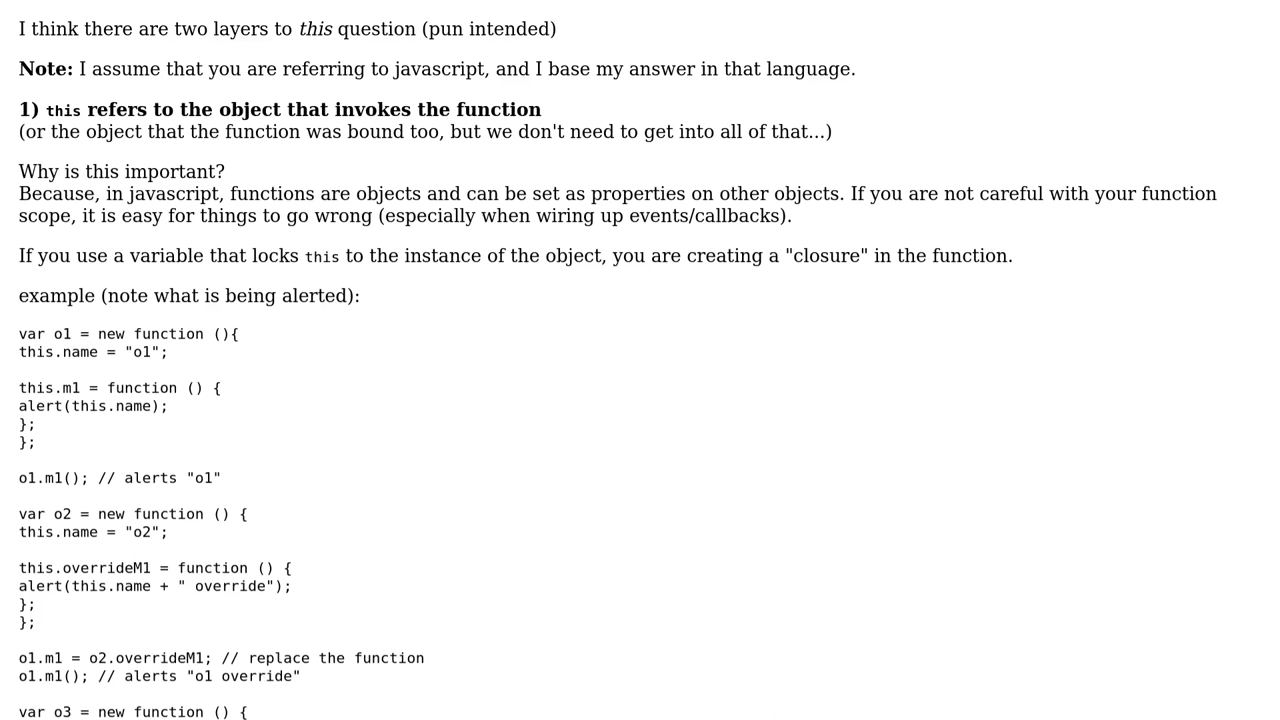 I think there are two layers to this question (pun intended)
Note: I assume that you are referring to javascript, and I base my answer in that language.
1) this refers to the object that invokes the function
(or the object that the function was bound too, but we don't need to get into all of that...)
Why is this important?
Because, in javascript, functions are objects and can be set as properties on other objects. If you are not careful with your function
scope, it is easy for things to go wrong (especially when wiring up events/callbacks).
If you use a variable that locks this to the instance of the object, you are creating a "closure" in the function.
example (note what is being alerted):
var o1 = new function (){
this.name = "o1";
this.m1 = function () {
alert(this.name);
};
};
o1.m1(); // alerts "o1"
var o2 = new function () {
this.name = "o2";
this.overrideM1 = function () {
alert(this.name + " override");
};
};
o1.m1 = o2.overrideM1; // replace the function
o1.m1(); // alerts "o1 override"
var o3 = new function () {